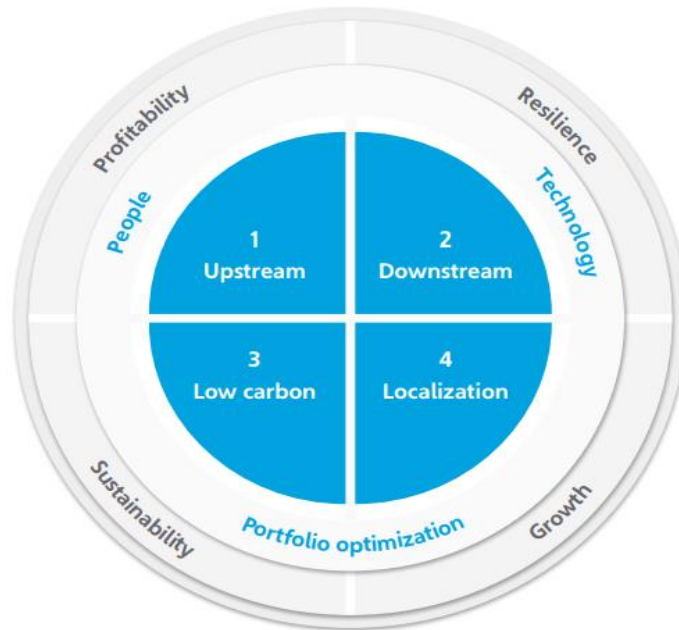 Profitability
Resilience
People
Technology
1
Upstream
2
Downstream
3
Low carbon
4
Localization
Sustainability
Portfolio optimization
Growth